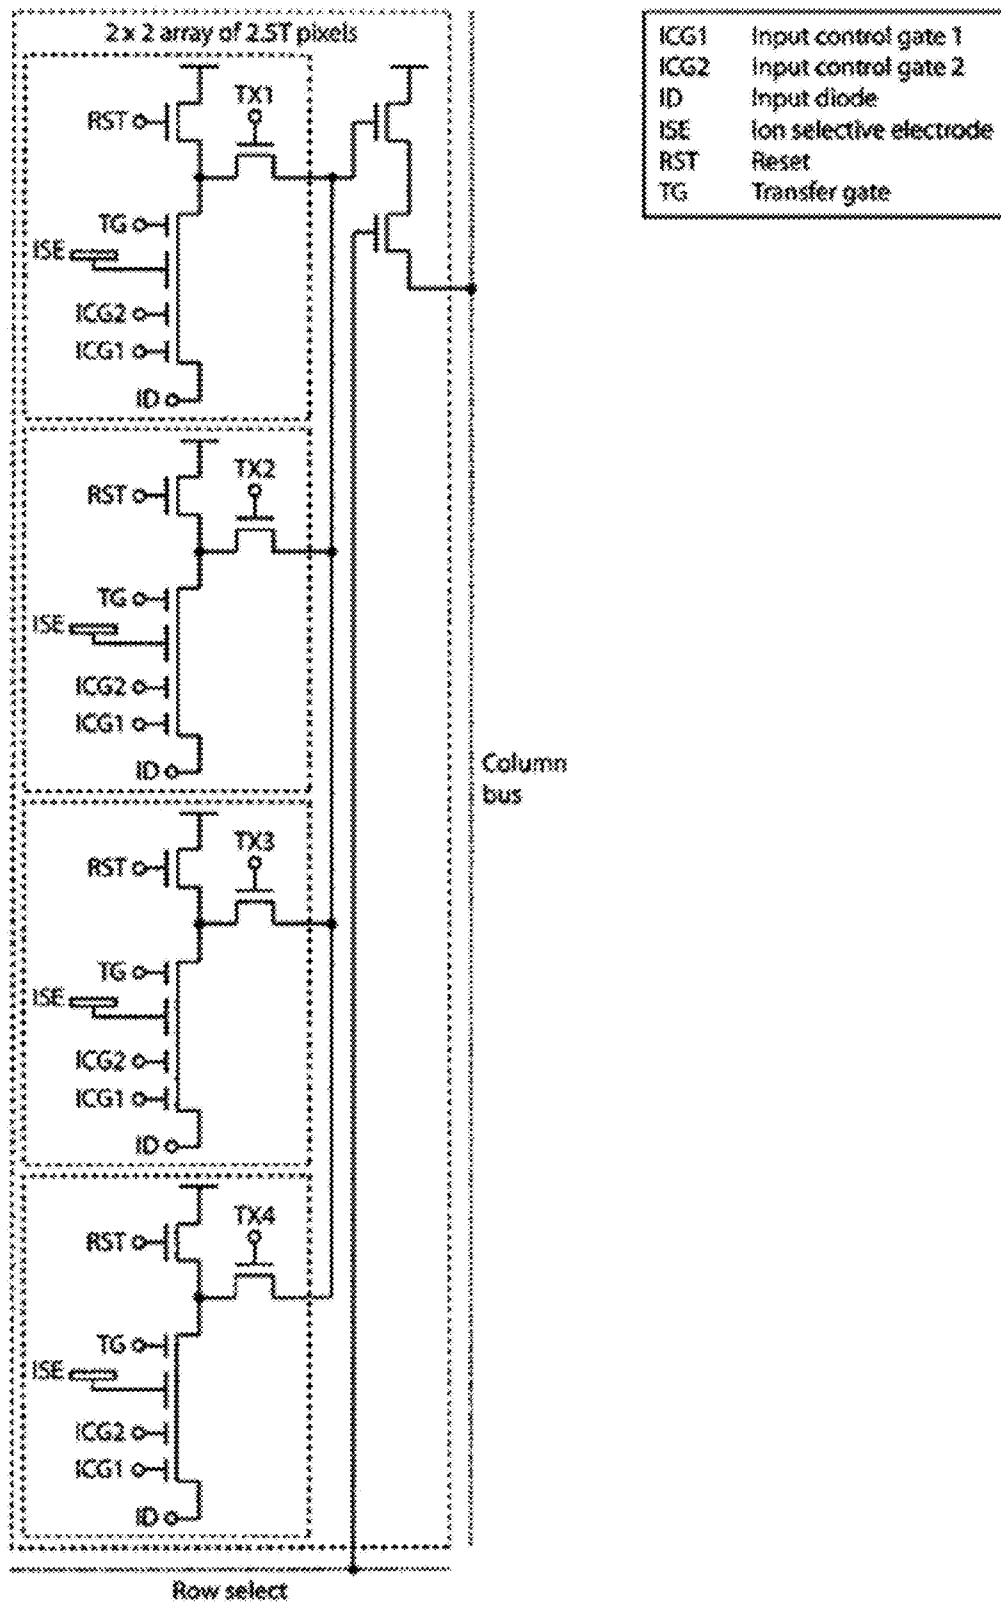 2 x 2 array of 2.5T pixels
RST
TX1
TG
ISE
ICG2
ICG1
ID
RST
TX2
TG
ISE
ICG2
ICG1
ID
RST
TX3
TG
ISE
ICG2
ICG1
ID
RST
TX4
TG
ISE
ICG2
ICG1
ID
Row select
Column
bus
ICG1 Input control gate 1
ICG2 Input control gate 2
ID Input diode
ISE Ion selective electrode
RST Reset
TG Transfer gate